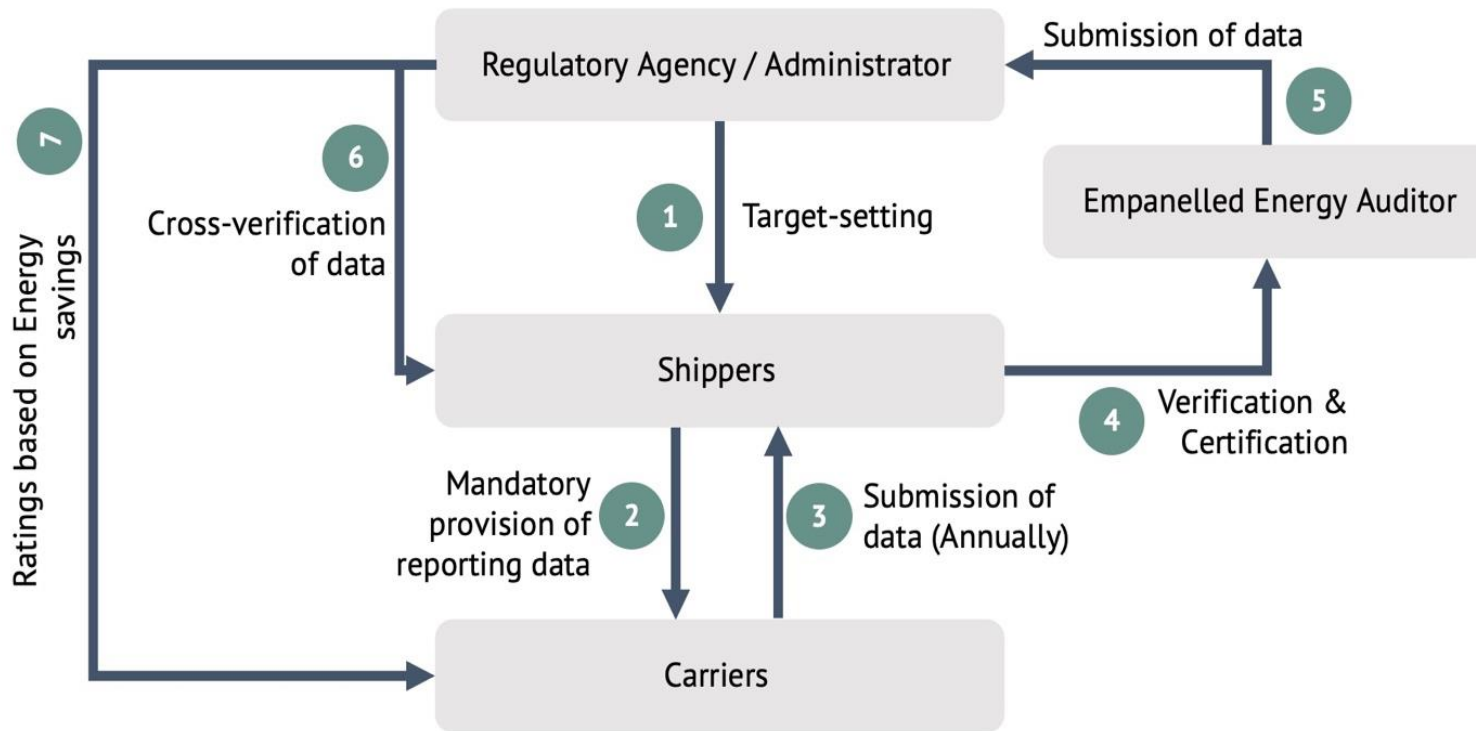 Regulatory Agency / Administrator
Submission of data
5
Empanelled Energy Auditor
7
Ratings based on Energy
savings
6
Cross-verification
of data
1
Target-setting
Shippers
4
Verification &
Certification
Mandatory
provision of
reporting data
2
3
Submission of
data (Annually)
Carriers